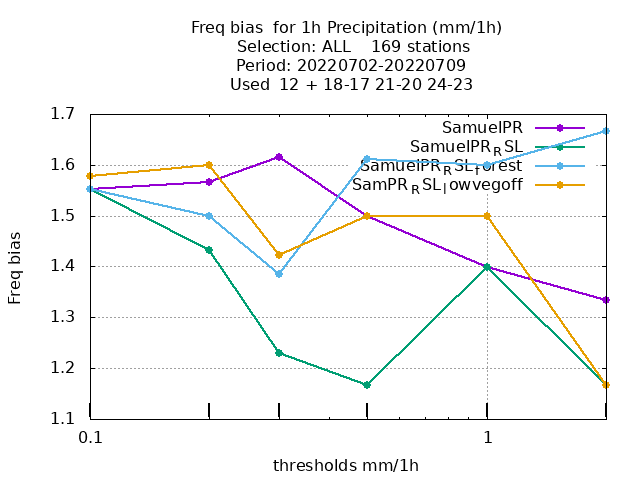 Freq bias  for 1h Precipitation (mm/1h)
Selection: ALL    169 stations
Period: 20220702-20220709
Used  12 + 18-17 21-20 24-23
1.7
1.6
1.5
1.4
1.3
1.2
1.1
Freq bias
SamuelPR
SamuelPR_RSL
SamuelPR_RSL_forest
SamPR_RSL_lowvegoff
0.1
1
thresholds mm/1h